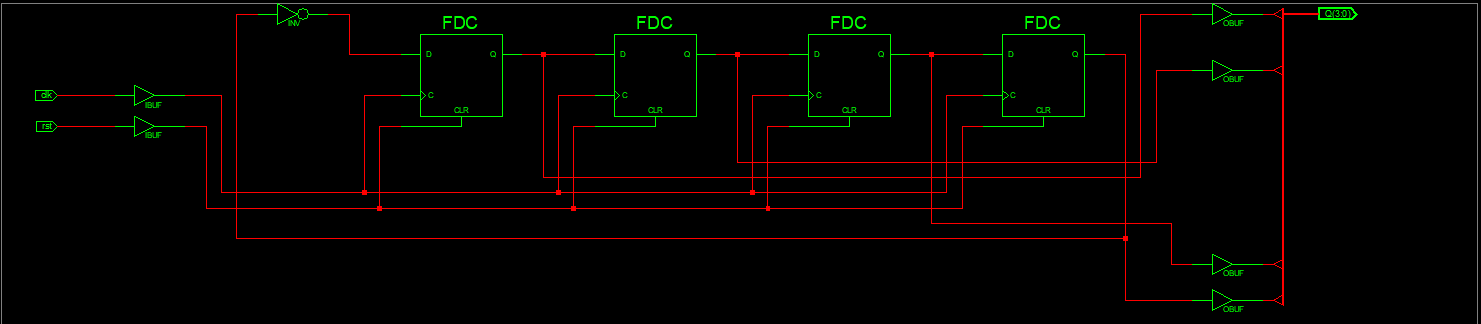 INV
FDC
FDC
FDC
FDC
OBUF
Q(3:0)
D
Q
D
Q
D
Q
D
Q
OBUF
clk
IBUF
C
C
C
C
CLR
CLR
CLR
CLR
rst
IBUF
OBUF
OBUF